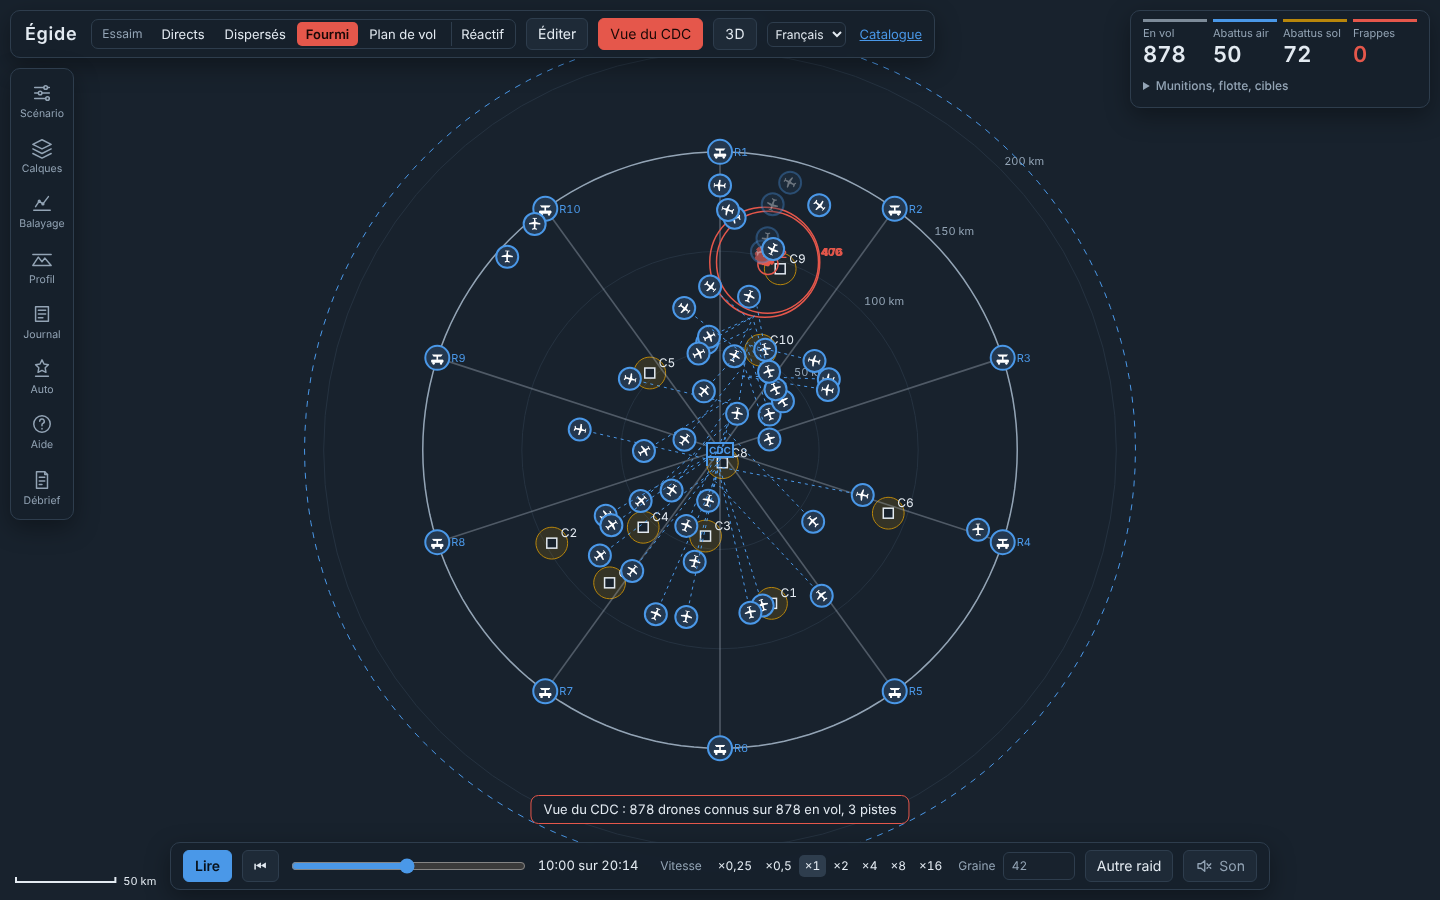 Égide
Essaim Directs Dispersés Fourmi Plan de vol Réactif
Éditer
Vue du CDC
3D
Français
Catalogue
En vol Abattus air Abattus sol Frappes
878 50 72 0
Munitions, flotte, cibles
Scénario
Calques
Balayage
Profil
Journal
Auto
Aide
Débrief
200 km
150 km
100 km
R1
R2
R3
R4
R5
R6
R7
R8
R9
R10
C9
C10
C5
CDC
C8
C6
C4
C3
C2
C1
Vue du CDC : 878 drones connus sur 878 en vol, 3 pistes
Lire
10:00 sur 20:14
Vitesse ×0,25 ×0,5 ×1 ×2 ×4 ×8 ×16
Graine 42
Autre raid
Son
50 km